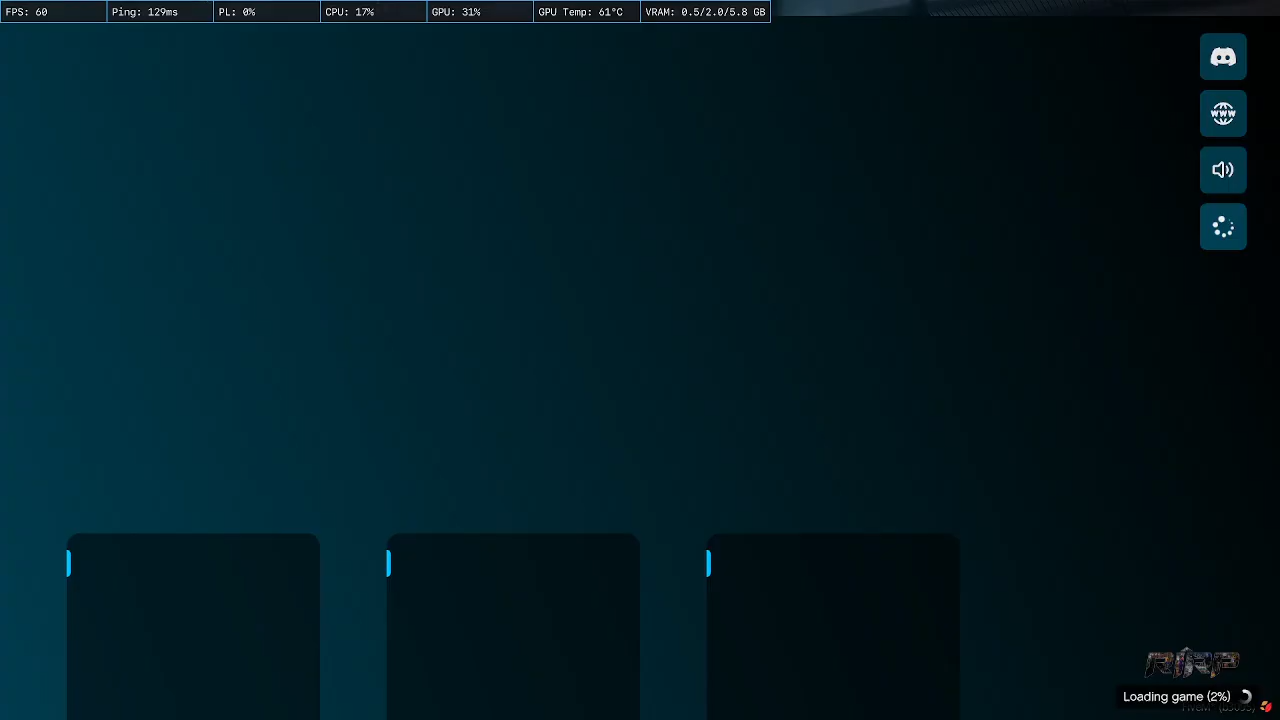 FPS: 60
Ping: 129ms
PL: 0%
CPU: 17%
GPU: 31%
GPU Temp: 61°C
VRAM: 0.5/2.0/5.8 GB
WWW
RIRP
Loading game (2%)